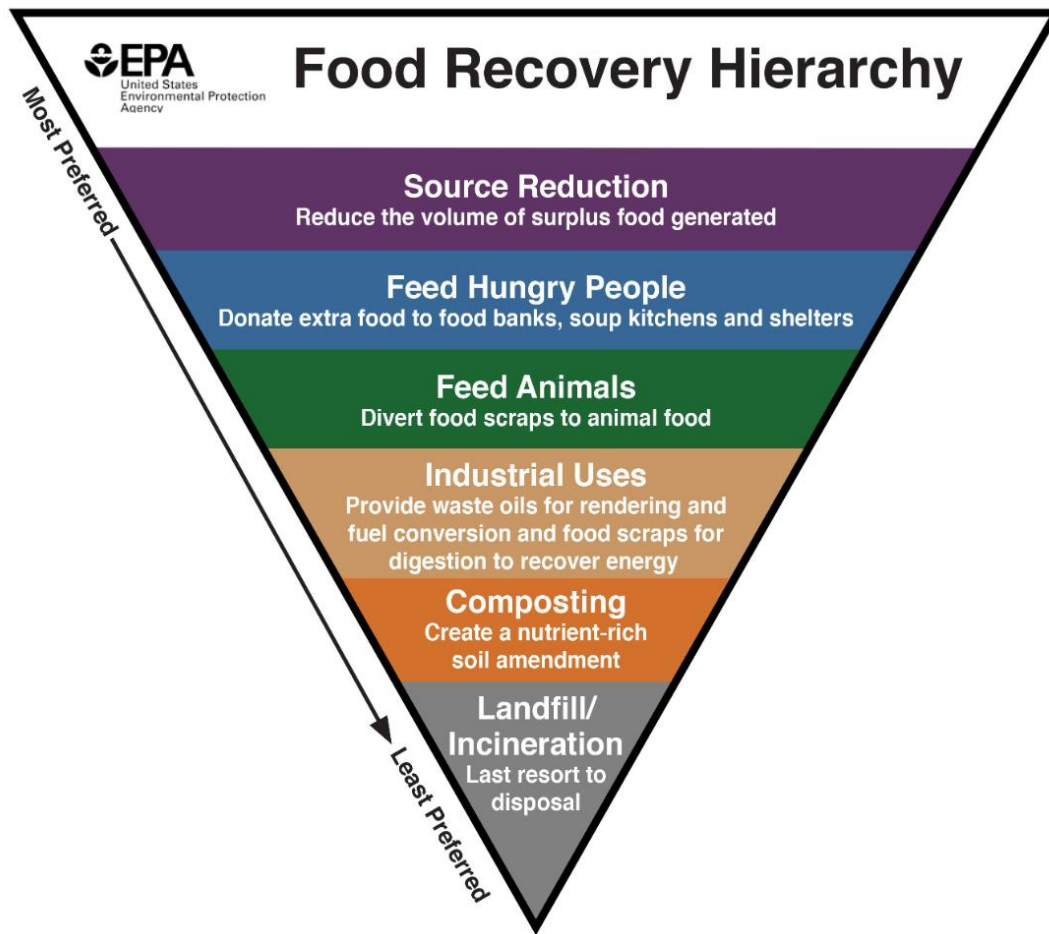 EPA
United States
Environmental Protection
Agency
Food Recovery Hierarchy
Most Preferred
Source Reduction
Reduce the volume of surplus food generated
Feed Hungry People
Donate extra food to food banks, soup kitchens and shelters
Feed Animals
Divert food scraps to animal food
Industrial Uses
Provide waste oils for rendering and
fuel conversion and food scraps for
digestion to recover energy
Composting
Create a nutrient-rich
soil amendment
Landfill/
Incineration
Last resort to
disposal
Least Preferred